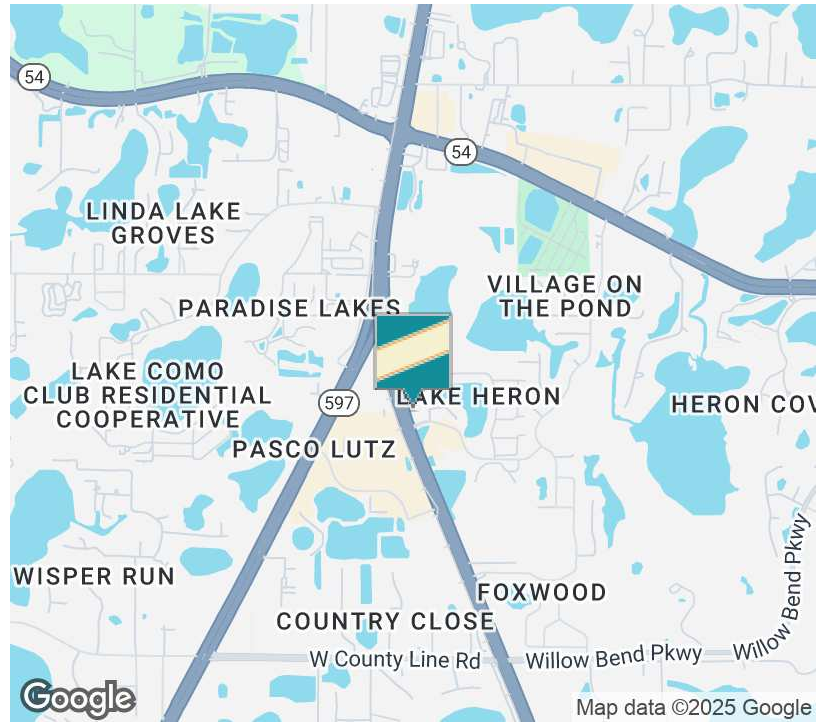 54
54
LINDA LAKE
GROVES
VILLAGE ON
THE POND
PARADISE LAKES
LAKE COMO
CLUB RESIDENTIAL
COOPERATIVE
597
LAKE HERON
HERON COV
PASCO LUTZ
WISPER RUN
FOXWOOD
COUNTRY CLOSE
Willow Bend Pkwy
W County Line Rd
Willow Bend Pkwy
Google
Map data ©2025 Google